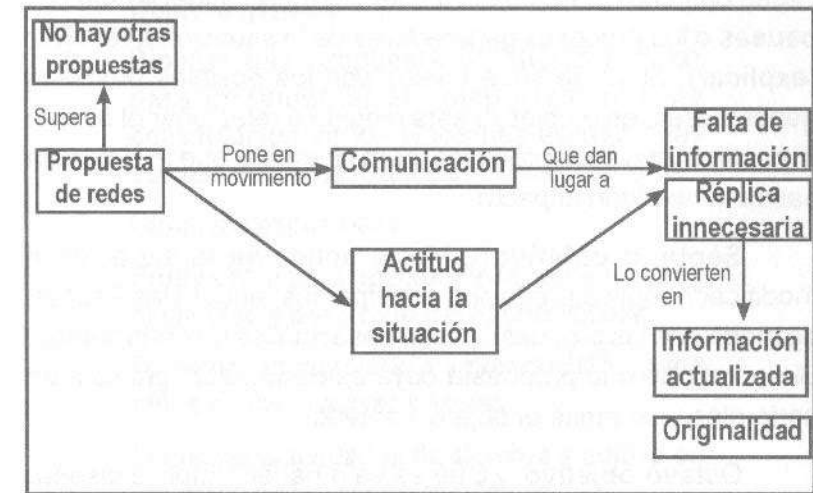 No hay otras
propuestas
Supera
Propuesta
de redes
Pone en
movimiento
Comunicación
Que dan
lugar a
Falta de
información
Réplica
innecesaria
Actitud
hacia la
situación
Lo convierten
en
Información
actualizada
Originalidad